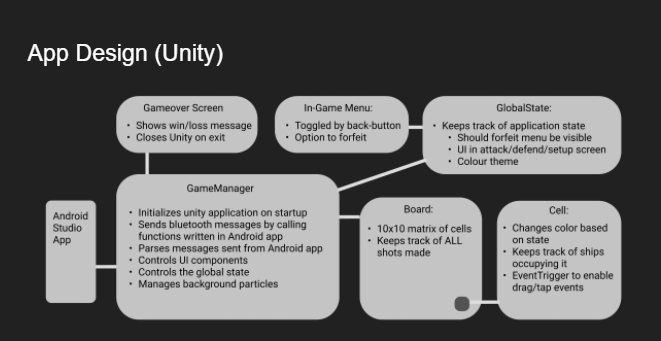 App Design (Unity)
Gameover Screen
• Shows win/loss message
• Closes Unity on exit
In-Game Menu:
• Toggled by back-button
• Option to forfeit
GlobalState:
• Keeps track of application state
• Should forfeit menu be visible
• UI in attack/defend/setup screen
• Colour theme
Android
Studio
App
GameManager
• Initializes unity application on startup
• Sends bluetooth messages by calling
functions written in Android app
• Parses messages sent from Android app
• Controls UI components
• Controls the global state
• Manages background particles
Board:
• 10x10 matrix of cells
• Keeps track of ALL
shots made
Cell:
• Changes color based
on state
• Keeps track of ships
occupying it
• EventTrigger to enable
drag/tap events